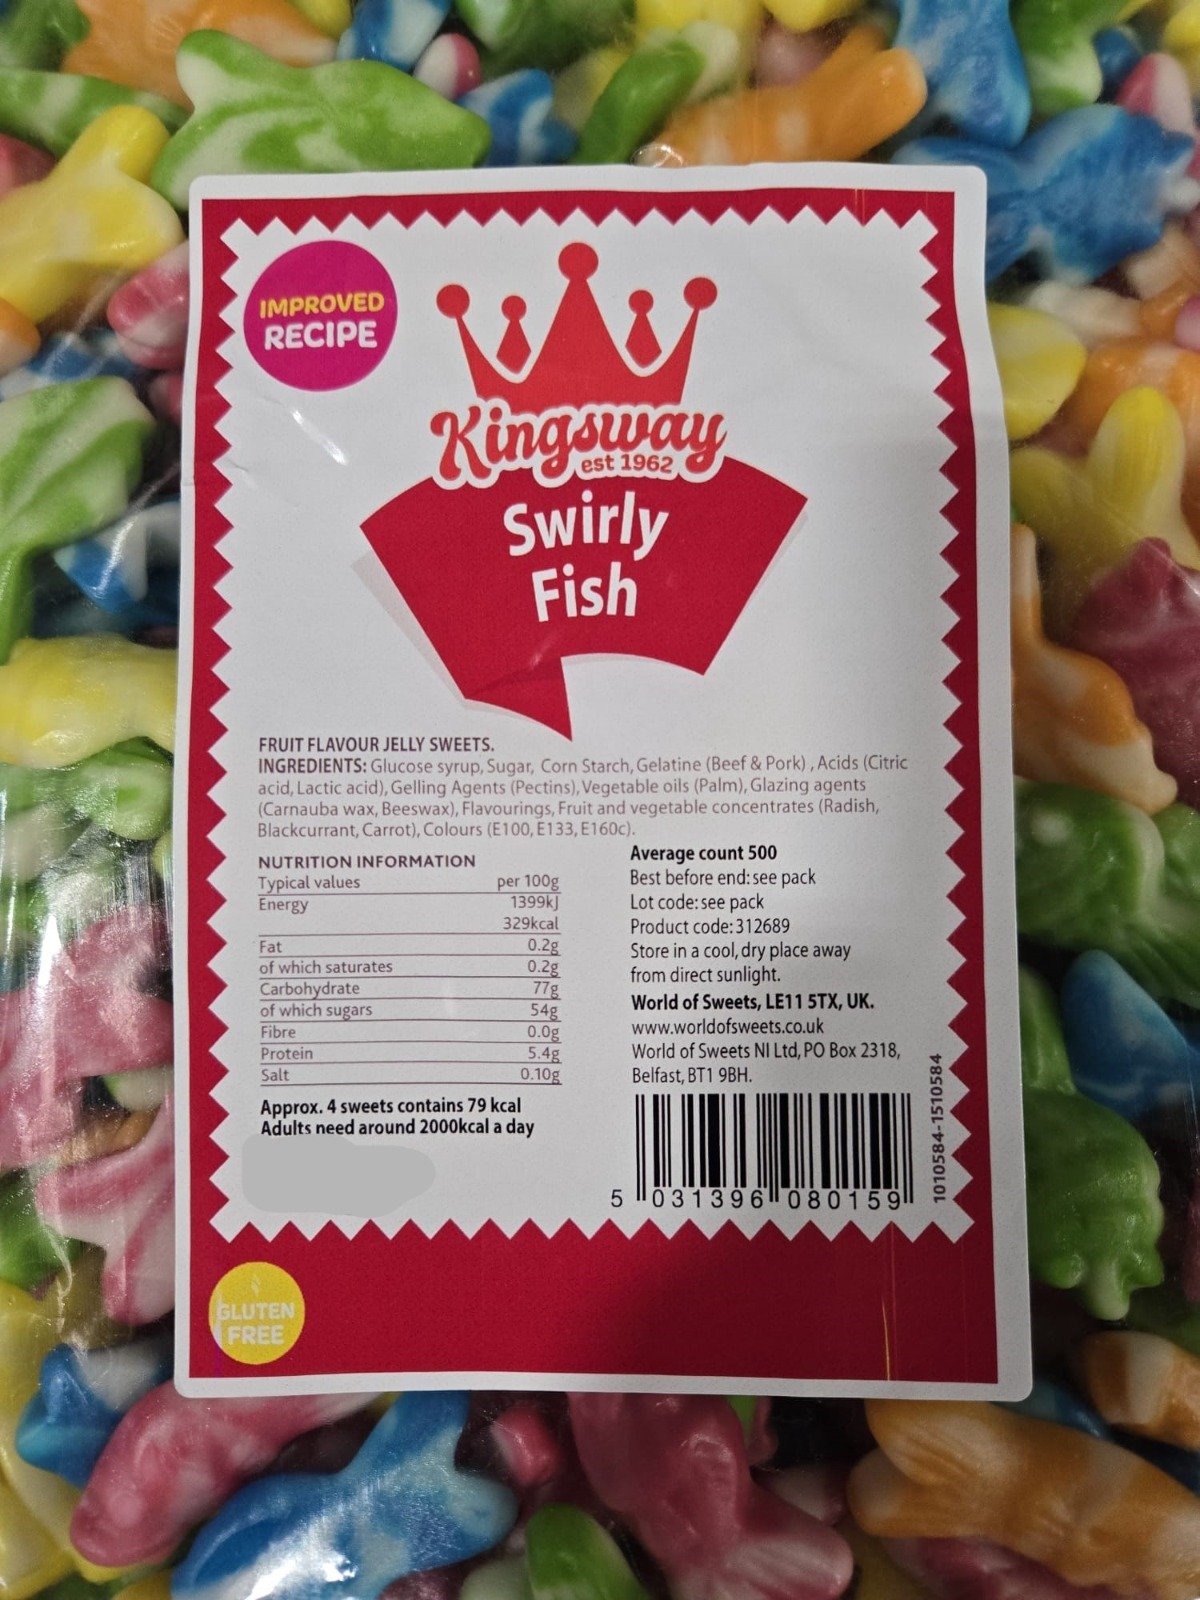 IMPROVED
RECIPE
Kingsway
est 1962
Swirly
Fish
FRUIT FLAVOUR JELLY SWEETS.
INGREDIENTS: Glucose syrup, Sugar, Corn Starch, Gelatine (Beef & Pork) , Acids (Citric
acid, Lactic acid), Gelling Agents (Pectins), Vegetable oils (Palm), Glazing agents
(Carnauba wax, Beeswax), Flavourings, Fruit and vegetable concentrates (Radish,
Blackcurrant, Carrot), Colours (E100, E133, E160c).
NUTRITION INFORMATION
Typical values per 100g
Energy 1399kJ
329kcal
Fat 0.2g
of which saturates 0.2g
Carbohydrate 77g
of which sugars 54g
Fibre 0.0g
Protein 5.4g
Salt 0.10g
Approx. 4 sweets contains 79 kcal
Adults need around 2000kcal a day
Average count 500
Best before end: see pack
Lot code: see pack
Product code: 312689
Store in a cool, dry place away
from direct sunlight.
World of Sweets, LE11 5TX, UK.
www.worldofsweets.co.uk
World of Sweets NI Ltd, PO Box 2318,
Belfast, BT1 9BH.
5 031396 080159
1010584-1510584
GLUTEN
FREE